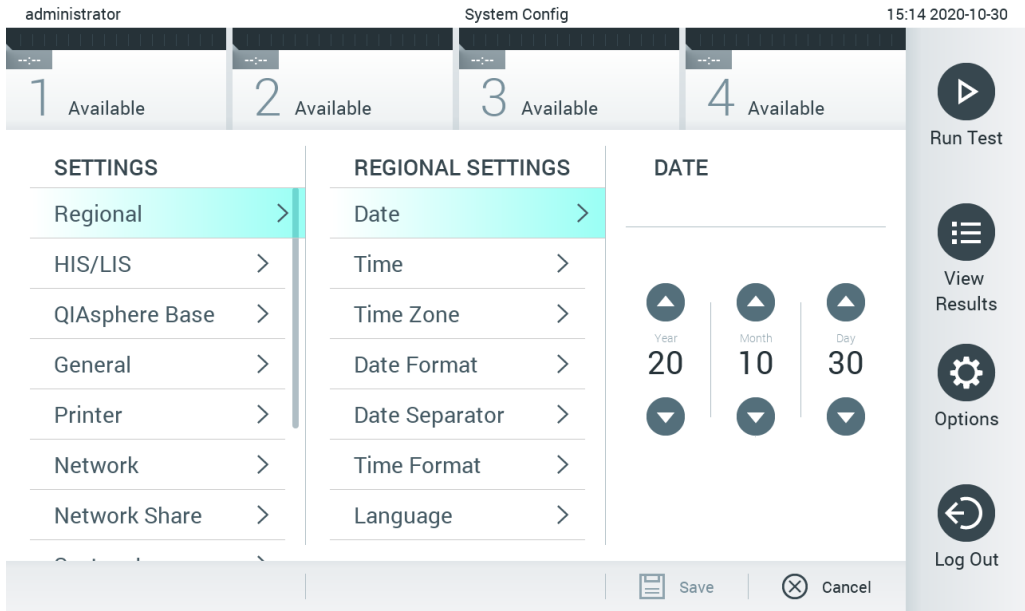 administrator System Config 15:14 2020-10-30
--:-- --:-- --:-- --:--
1 Available 2 Available 3 Available 4 Available
Run Test
SETTINGS REGIONAL SETTINGS DATE
Regional Date
HIS/LIS Time
View
Results
QIAsphere Base Time Zone
Year Month Day
General Date Format 20 10 30
Printer Date Separator
Options
Network Time Format
Network Share Language
Log Out
Save Cancel